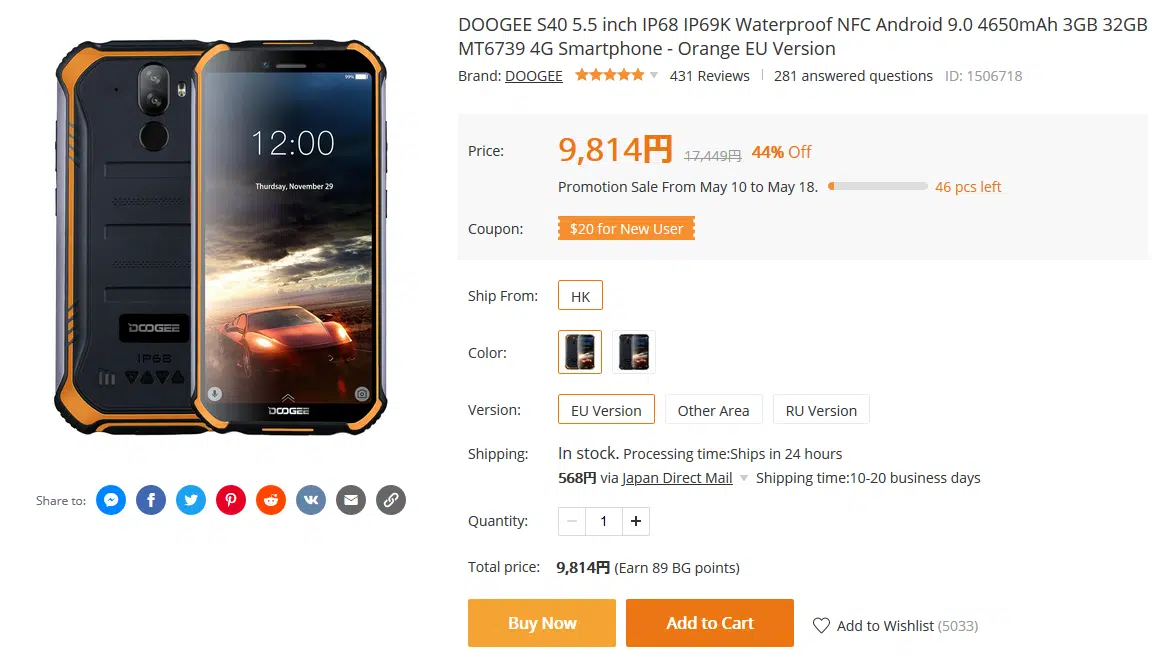 DOOGEE S40 5.5 inch IP68 IP69K Waterproof NFC Android 9.0 4650mAh 3GB 32GB
MT6739 4G Smartphone - Orange EU Version
Brand: DOOGEE 431 Reviews 281 answered questions ID: 1506718
Price: 9,814円 17,449円 44% Off
Promotion Sale From May 10 to May 18. 46 pcs left
Coupon: $20 for New User
Ship From: HK
Color:
Version: EU Version Other Area RU Version
Shipping: In stock. Processing time:Ships in 24 hours
568円 via Japan Direct Mail Shipping time:10-20 business days
Quantity: 1
Total price: 9,814円 (Earn 89 BG points)
Buy Now Add to Cart Add to Wishlist (5033)
99%
12:00
Thurdsay, November 29
DOOGEE
IP68
DOOGEE
Share to: